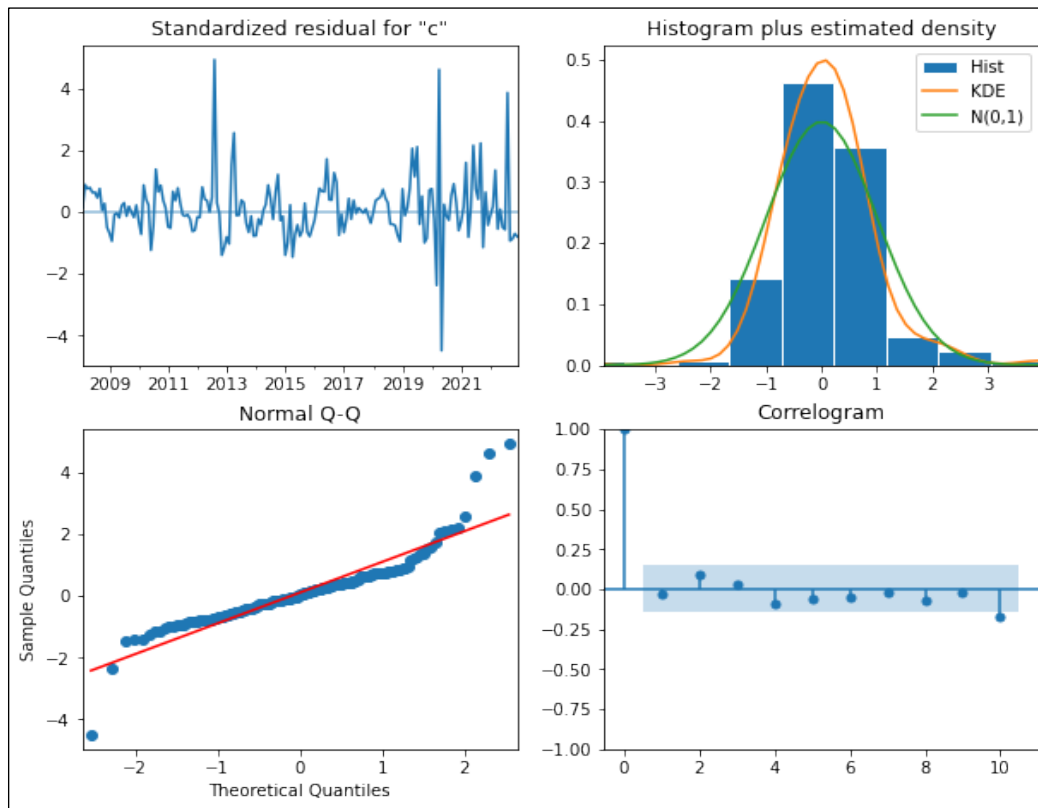 Standardized residual for "c"
4
2
0
−2
−4
2009 2011 2013 2015 2017 2019 2021
Histogram plus estimated density
Hist
KDE
N(0,1)
0.5
0.4
0.3
0.2
0.1
0.0
−3 −2 −1 0 1 2 3
Normal Q-Q
Sample Quantiles
4
2
0
−2
−4
−2 −1 0 1 2
Theoretical Quantiles
Correlogram
1.00
0.75
0.50
0.25
0.00
−0.25
−0.50
−0.75
−1.00
0 2 4 6 8 10